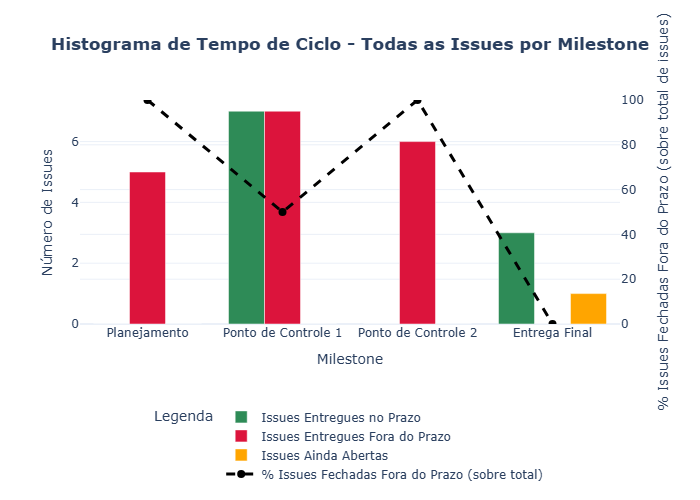 Histograma de Tempo de Ciclo - Todas as Issues por Milestone
Número de Issues
6
4
2
0
100
80
60
40
20
0
% Issues Fechadas Fora do Prazo (sobre total de issues)
Planejamento
Ponto de Controle 1
Ponto de Controle 2
Entrega Final
Milestone
Legenda
Issues Entregues no Prazo
Issues Entregues Fora do Prazo
Issues Ainda Abertas
% Issues Fechadas Fora do Prazo (sobre total)